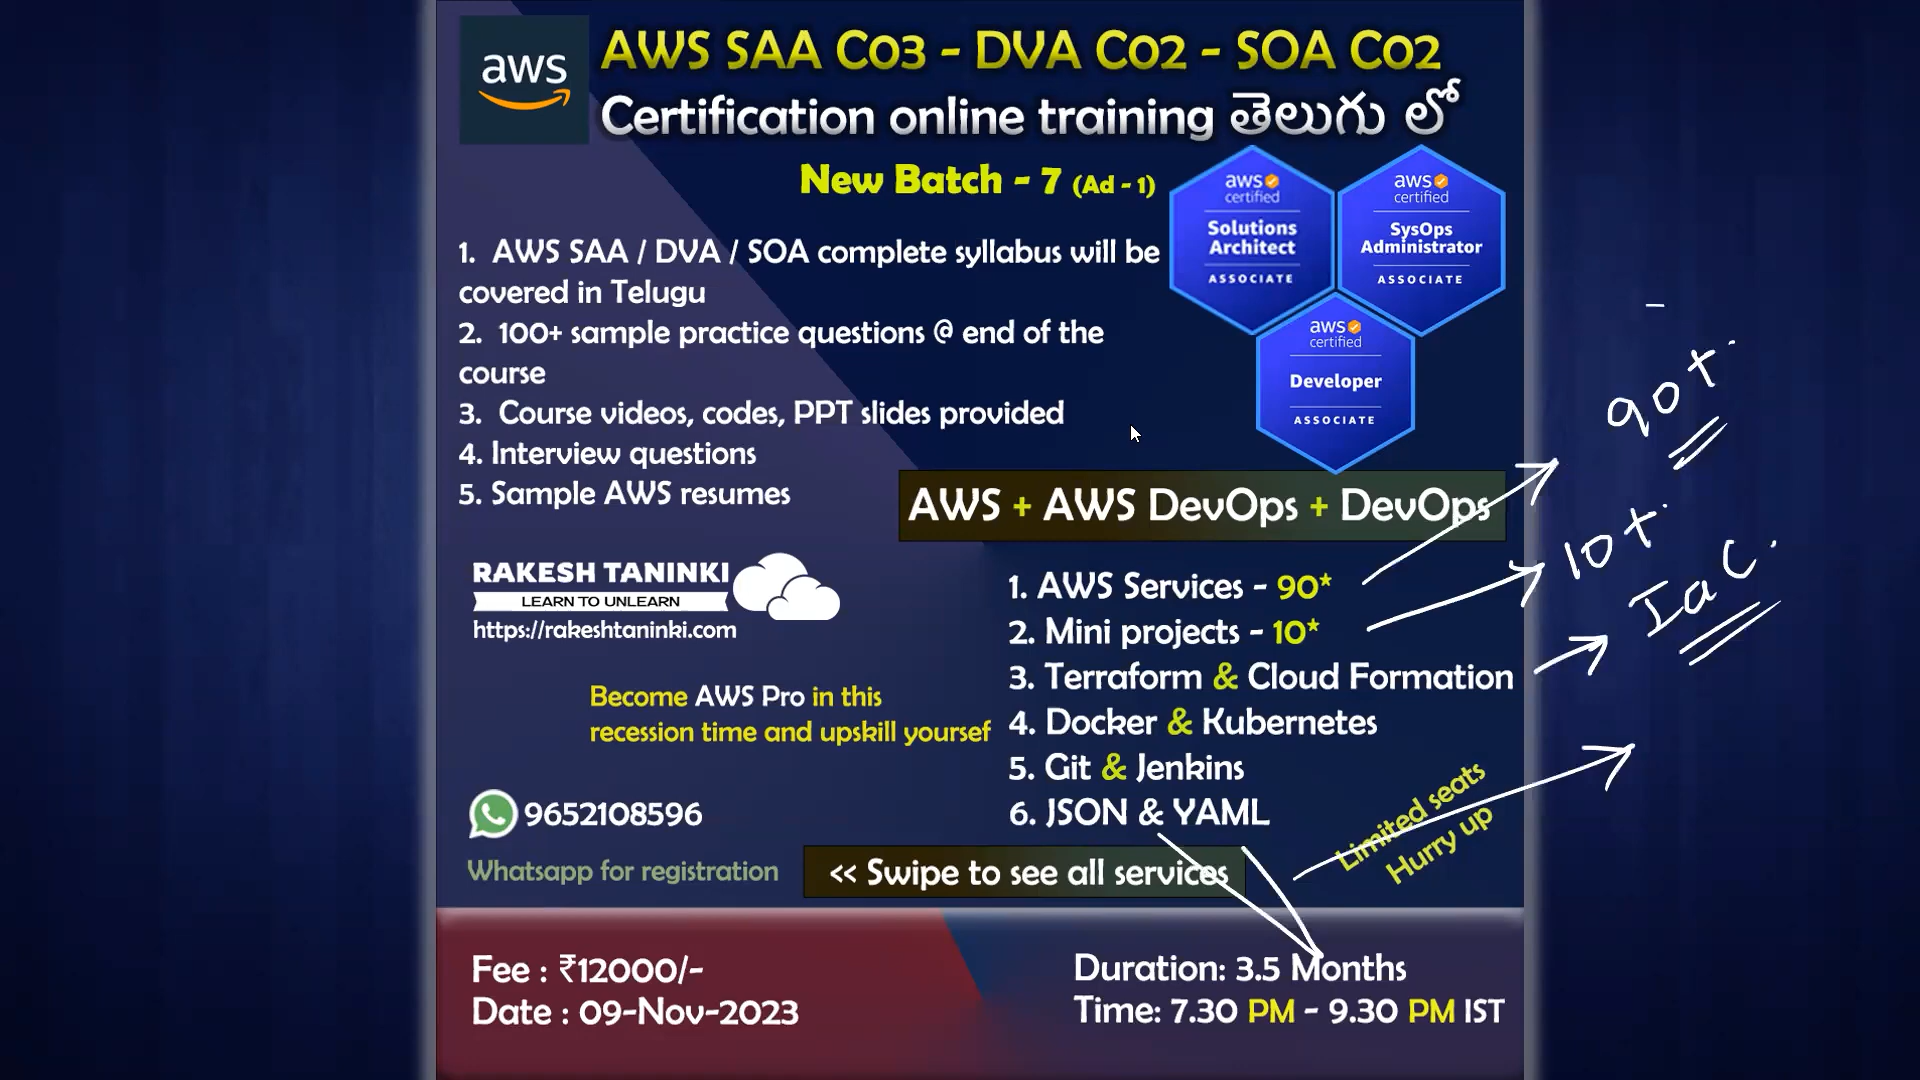 aws
AWS SAA C03 - DVA C02 - SOA C02
Certification online training తెలుగు లో
New Batch - 7 (Ad - 1)
aws
certified
Solutions
Architect
ASSOCIATE
aws
certified
SysOps
Administrator
ASSOCIATE
aws
certified
Developer
ASSOCIATE
1. AWS SAA / DVA / SOA complete syllabus will be
covered in Telugu
2. 100+ sample practice questions @ end of the
course
3. Course videos, codes, PPT slides provided
4. Interview questions
5. Sample AWS resumes
90+
AWS + AWS DevOps + DevOps
10+
IaC
RAKESH TANINKI
LEARN TO UNLEARN
https://rakeshtaninki.com
1. AWS Services - 90*
2. Mini projects - 10*
3. Terraform & Cloud Formation
4. Docker & Kubernetes
5. Git & Jenkins
6. JSON & YAML
Become AWS Pro in this
recession time and upskill yoursef
9652108596
Whatsapp for registration
<< Swipe to see all services
Limited seats
Hurry up
Fee : ₹12000/-
Date : 09-Nov-2023
Duration: 3.5 Months
Time: 7.30 PM - 9.30 PM IST